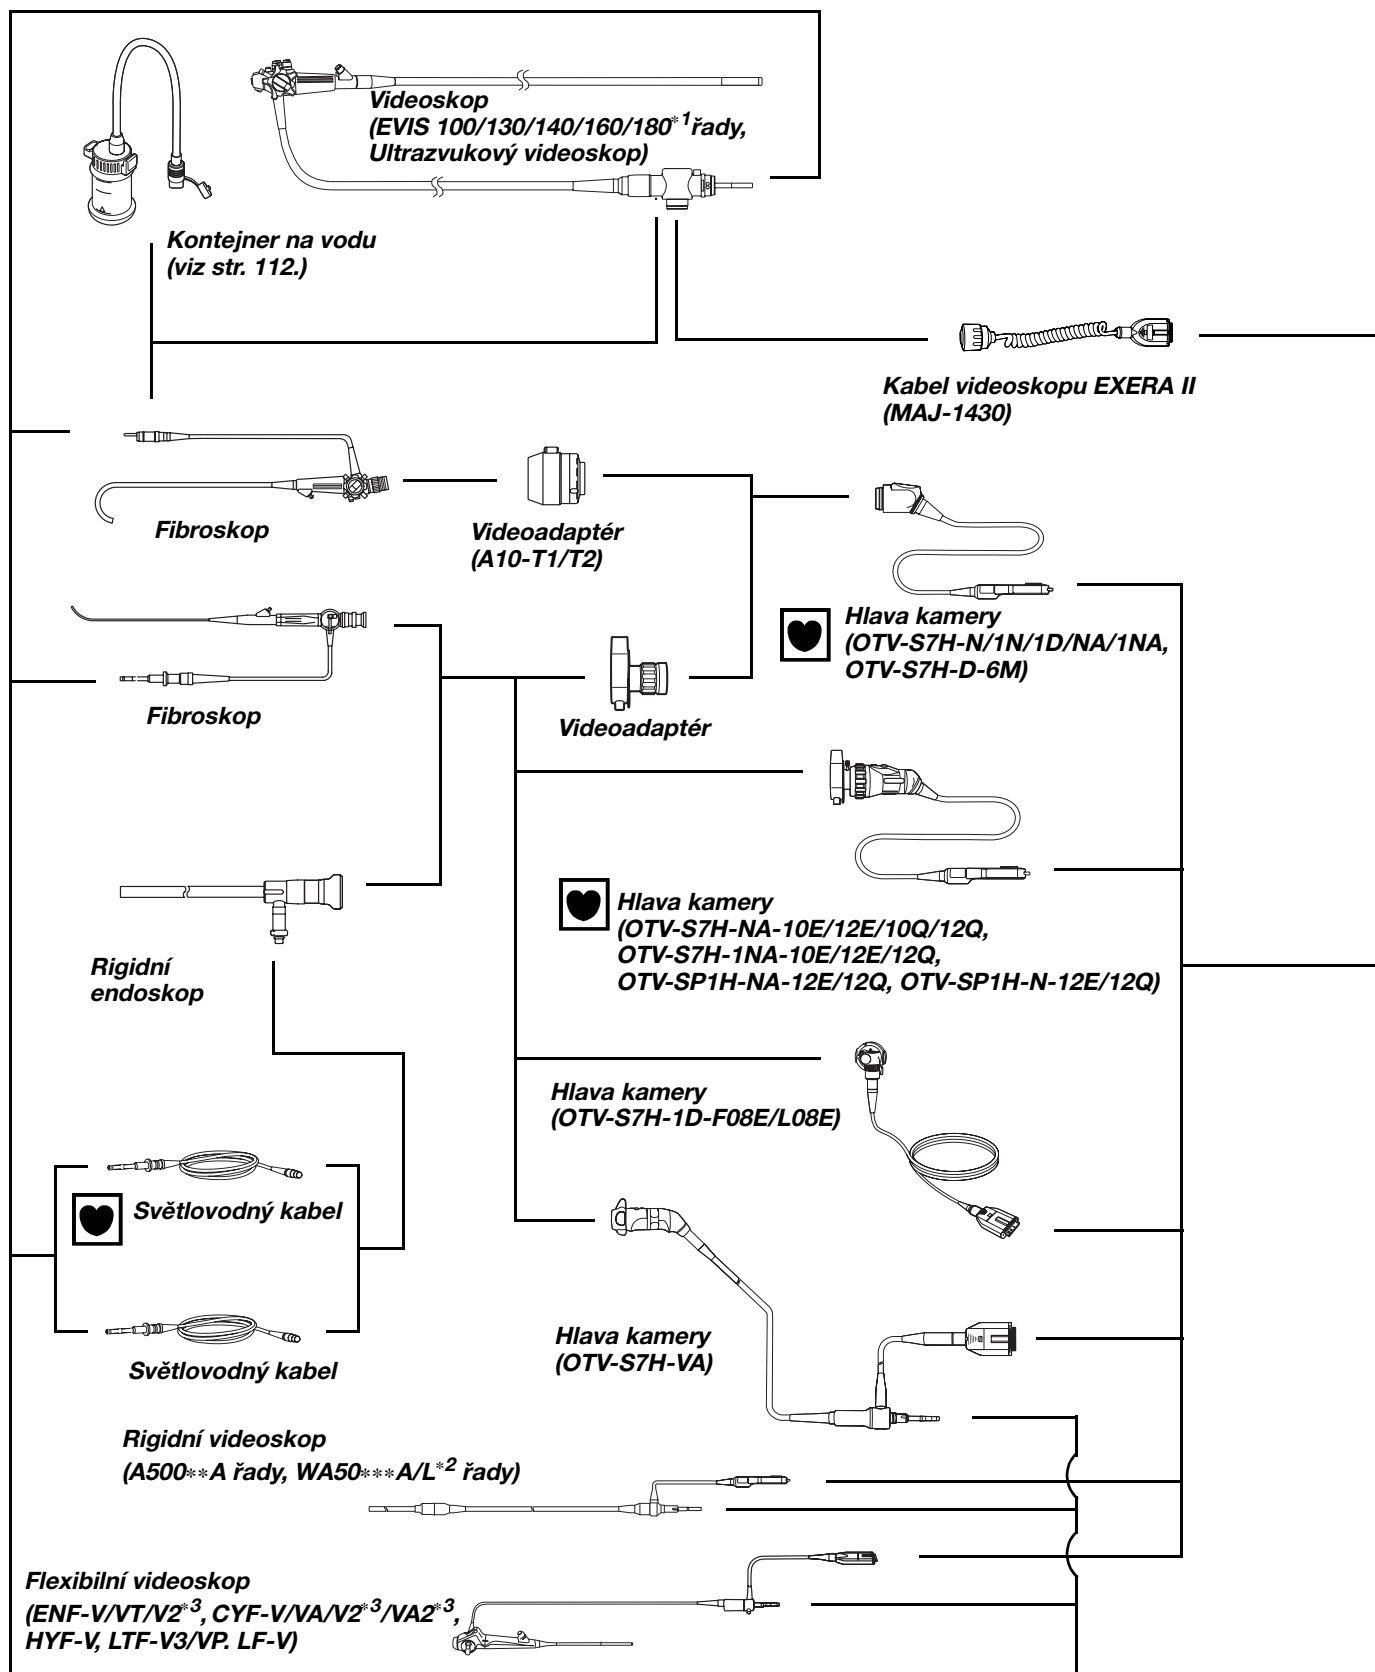 Videoskop
(EVIS 100/130/140/160/180*1řady,
Ultrazvukový videoskop)
Kontejner na vodu
(viz str. 112.)
Kabel videoskopu EXERA II
(MAJ-1430)
Fibroskop
Videoadaptér
(A10-T1/T2)
Hlava kamery
(OTV-S7H-N/1N/1D/NA/1NA,
OTV-S7H-D-6M)
Fibroskop
Videoadaptér
Hlava kamery
(OTV-S7H-NA-10E/12E/10Q/12Q,
OTV-S7H-1NA-10E/12E/12Q,
OTV-SP1H-NA-12E/12Q, OTV-SP1H-N-12E/12Q)
Rigidní
endoskop
Hlava kamery
(OTV-S7H-1D-F08E/L08E)
Světlovodný kabel
Světlovodný kabel
Hlava kamery
(OTV-S7H-VA)
Rigidní videoskop
(A500**A řady, WA50***A/L*2 řady)
Flexibilní videoskop
(ENF-V/VT/V2*3, CYF-V/VA/V2*3/VA2*3,
HYF-V, LTF-V3/VP. LF-V)